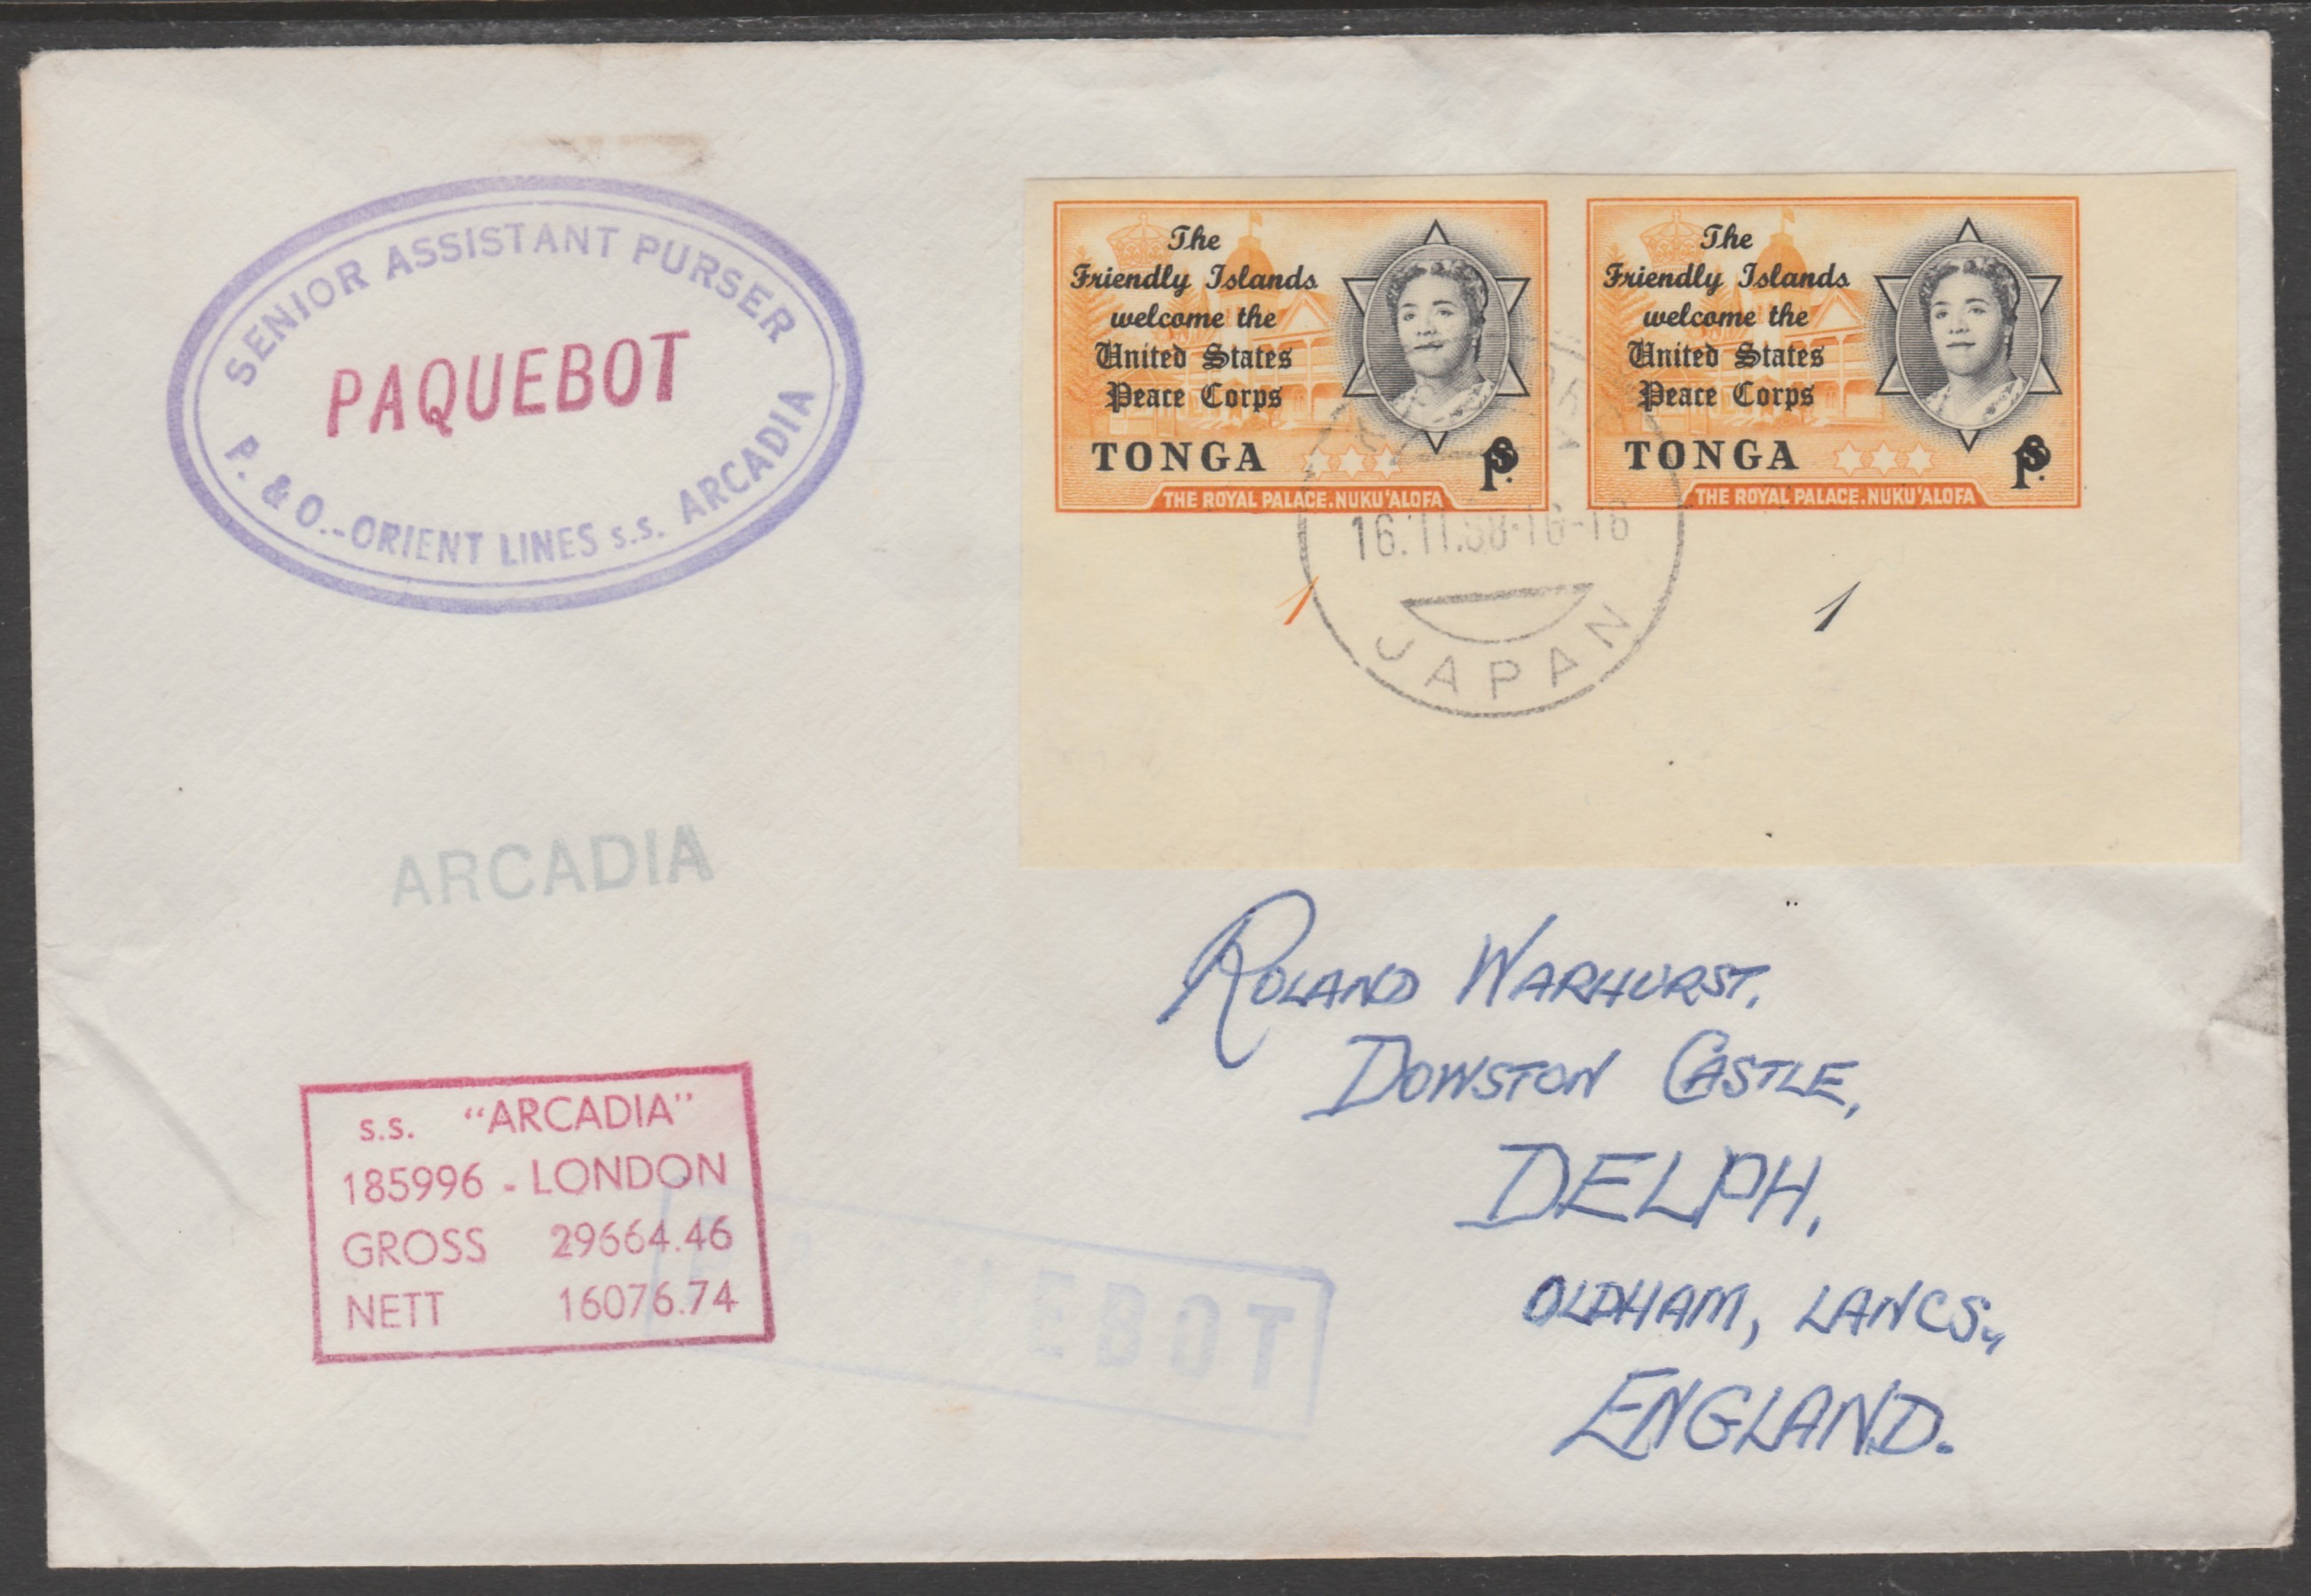 SENIOR ASSISTANT PURSER
PAQUEBOT
P. & O.-ORIENT LINES s.s. ARCADIA
The
Friendly Islands
welcome the
United States
Peace Corps
TONGA
THE ROYAL PALACE. NUKU'ALOFA
The
Friendly Islands
welcome the
United States
Peace Corps
TONGA
THE ROYAL PALACE. NUKU'ALOFA
JAPAN
1
1
ARCADIA
ROLAND WARHURST,
DOWNSTON CASTLE,
DELPH,
OLDHAM, LANCS.,
ENGLAND.
s.s. "ARCADIA"
185996 - LONDON
GROSS 29664.46
NETT 16076.74